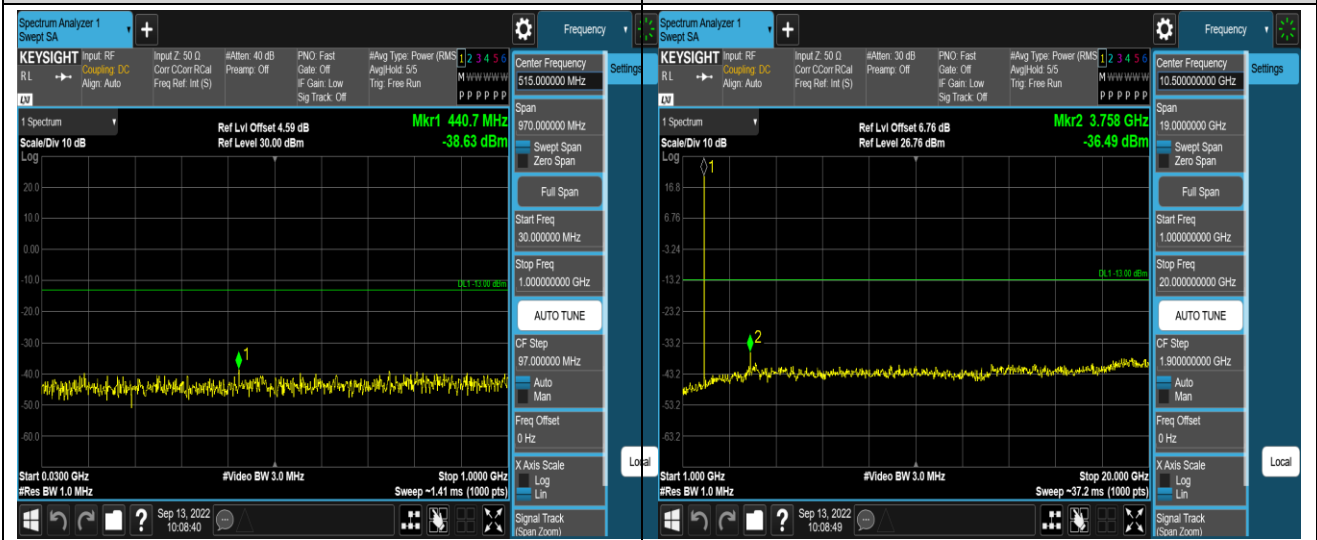 Spectrum Analyzer 1
Swept SA
+
Frequency
KEYSIGHT
RL
LXI
Input: RF
Coupling: DC
Align: Auto
Input Z: 50 Ω
Corr CCorr RCal
Freq Ref: Int (S)
#Atten: 40 dB
Preamp: Off
PNO: Fast
Gate: Off
IF Gain: Low
Sig Track: Off
#Avg Type: Power (RMS
Avg|Hold: 5/5
Trig: Free Run
1 2 3 4 5 6
M W W W W W
P P P P P P
1 Spectrum
Scale/Div 10 dB
Log
Ref Lvl Offset 4.59 dB
Ref Level 30.00 dBm
Mkr1 440.7 MHz
-38.63 dBm
20.0
10.0
0.00
-10.0
DL1 -13.00 dBm
-20.0
-30.0
1
-40.0
-50.0
-60.0
Start 0.0300 GHz
#Res BW 1.0 MHz
#Video BW 3.0 MHz
Stop 1.0000 GHz
Sweep ~1.41 ms (1000 pts)
Center Frequency
515.000000 MHz
Span
970.000000 MHz
Swept Span
Zero Span
Full Span
Start Freq
30.000000 MHz
Stop Freq
1.000000000 GHz
AUTO TUNE
CF Step
97.000000 MHz
Auto
Man
Freq Offset
0 Hz
X Axis Scale
Log
Lin
Signal Track
(Span Zoom)
Settings
Local
?
Sep 13, 2022
10:08:40
Spectrum Analyzer 1
Swept SA
+
Frequency
KEYSIGHT
RL
LXI
Input: RF
Coupling: DC
Align: Auto
Input Z: 50 Ω
Corr CCorr RCal
Freq Ref: Int (S)
#Atten: 30 dB
Preamp: Off
PNO: Fast
Gate: Off
IF Gain: Low
Sig Track: Off
#Avg Type: Power (RMS
Avg|Hold: 5/5
Trig: Free Run
1 2 3 4 5 6
M W W W W W
P P P P P P
1 Spectrum
Scale/Div 10 dB
Log
Ref Lvl Offset 6.76 dB
Ref Level 26.76 dBm
Mkr2 3.758 GHz
-36.49 dBm
1
16.8
6.76
-3.24
-13.2
DL1 -13.00 dBm
-23.2
-33.2
2
-43.2
-53.2
-63.2
Start 1.000 GHz
#Res BW 1.0 MHz
#Video BW 3.0 MHz
Stop 20.000 GHz
Sweep ~37.2 ms (1000 pts)
Center Frequency
10.500000000 GHz
Span
19.0000000 GHz
Swept Span
Zero Span
Full Span
Start Freq
1.000000000 GHz
Stop Freq
20.000000000 GHz
AUTO TUNE
CF Step
1.900000000 GHz
Auto
Man
Freq Offset
0 Hz
X Axis Scale
Log
Lin
Signal Track
(Span Zoom)
Settings
Local
?
Sep 13, 2022
10:08:49